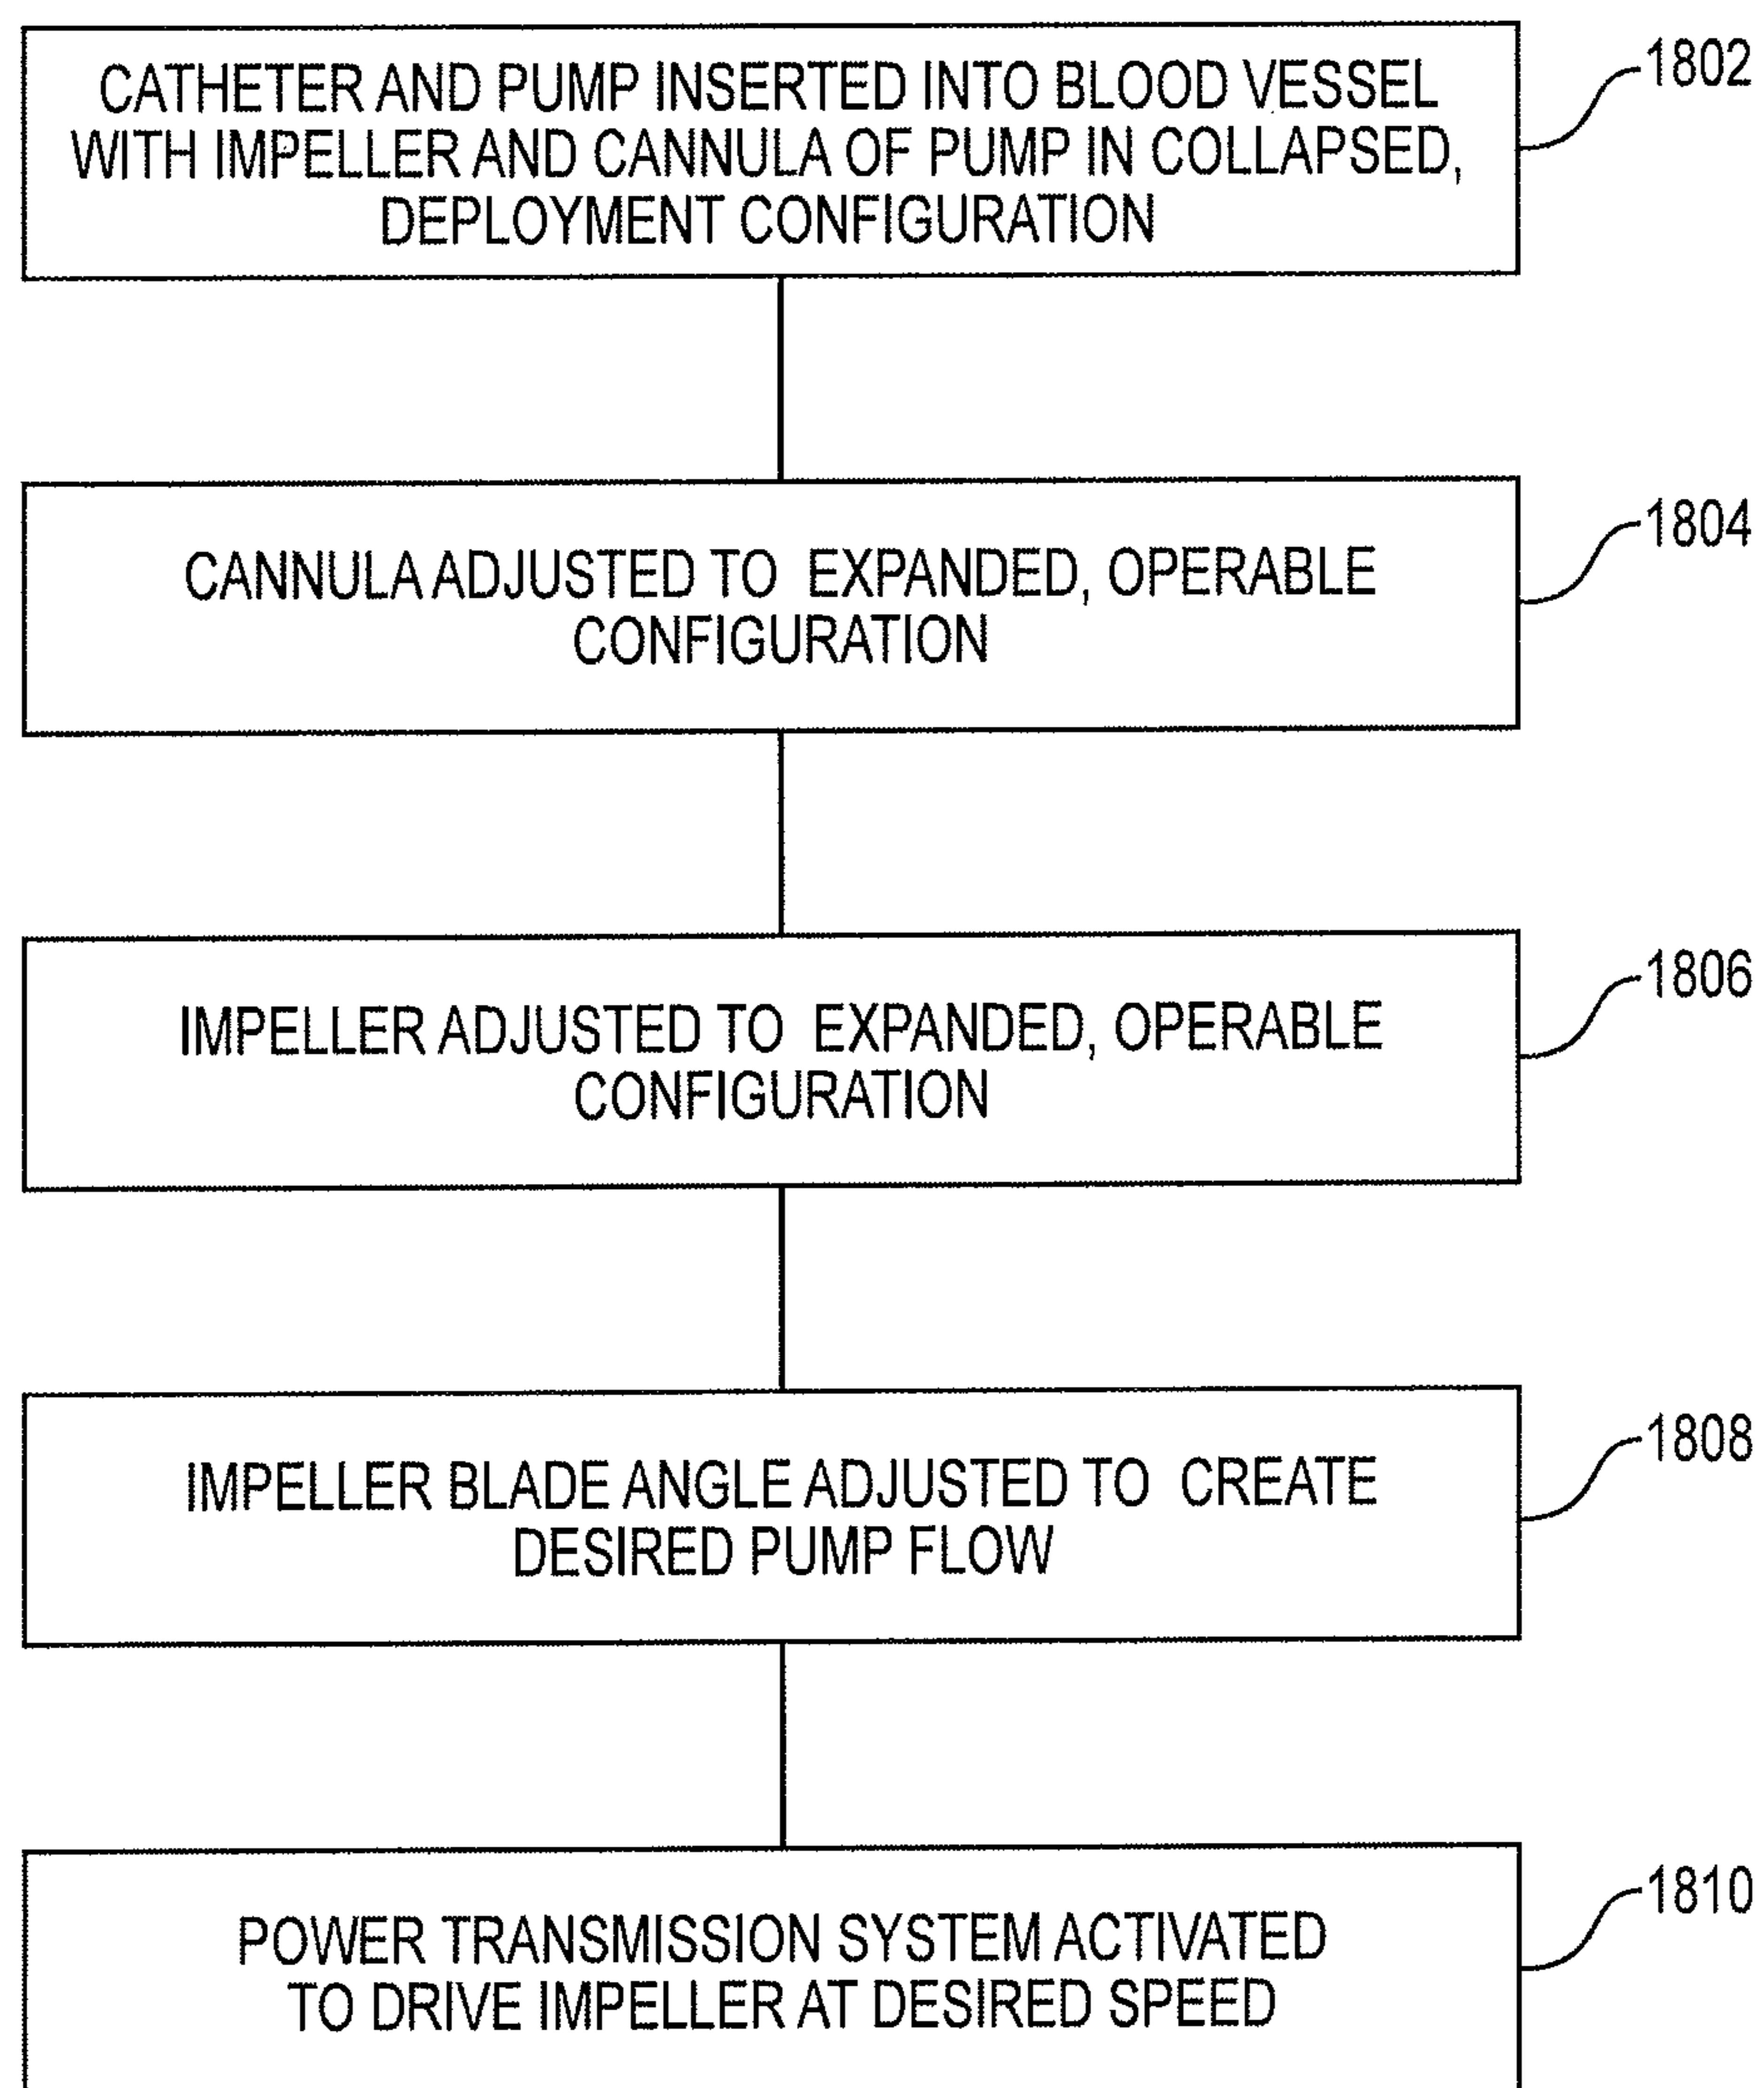 CATHETER AND PUMP INSERTED INTO BLOOD VESSEL
WITH IMPELLER AND CANNULA OF PUMP IN COLLAPSED,
DEPLOYMENT CONFIGURATION
1802
CANNULA ADJUSTED TO EXPANDED, OPERABLE
CONFIGURATION
1804
IMPELLER ADJUSTED TO EXPANDED, OPERABLE
CONFIGURATION
1806
IMPELLER BLADE ANGLE ADJUSTED TO CREATE
DESIRED PUMP FLOW
1808
POWER TRANSMISSION SYSTEM ACTIVATED
TO DRIVE IMPELLER AT DESIRED SPEED
1810